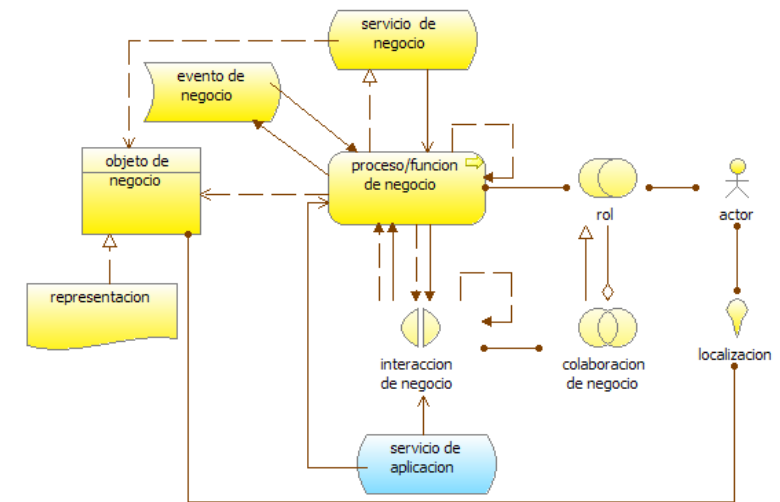 servicio de
negocio
evento de
negocio
objeto de
negocio
proceso/funcion
de negocio
rol
actor
representacion
interaccion
de negocio
colaboracion
de negocio
localizacion
servicio de
aplicacion